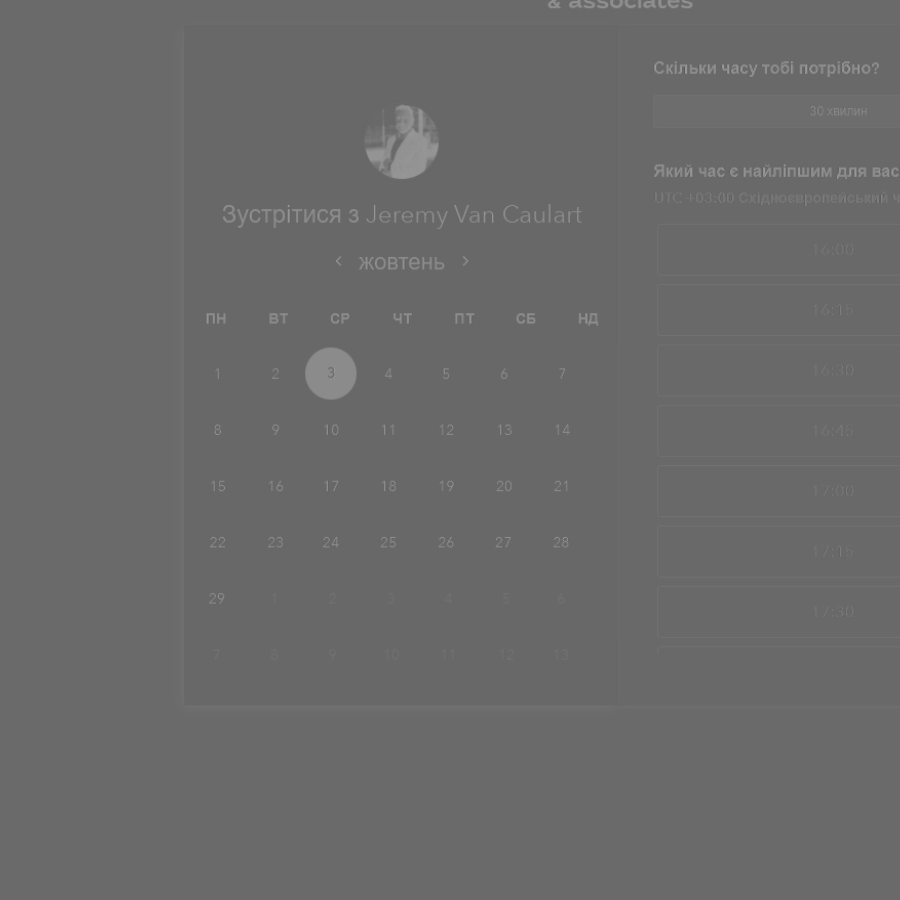 & associates
Зустрітися з Jeremy Van Caulart
‹ жовтень ›
ПН ВТ СР ЧТ ПТ СБ НД
1 2 3 4 5 6 7
8 9 10 11 12 13 14
15 16 17 18 19 20 21
22 23 24 25 26 27 28
29 1 2 3 4 5 6
7 8 9 10 11 12 13
Скільки часу тобі потрібно?
30 хвилин
Який час є найліпшим для вас
UTC +03:00 Східноєвропейський ч
16:00
16:15
16:30
16:45
17:00
17:15
17:30